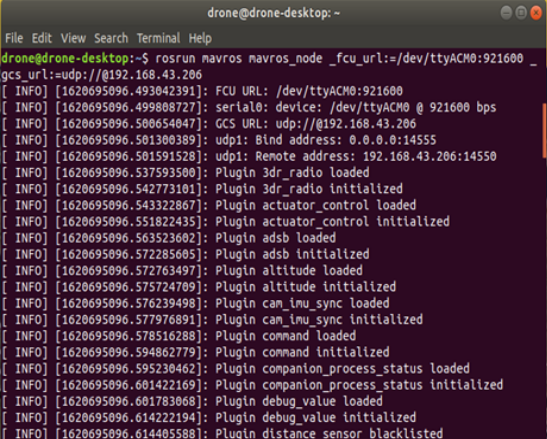 drone@drone-desktop: ~
File Edit View Search Terminal Help
drone@drone-desktop:~$ rosrun mavros mavros_node _fcu_url:=/dev/ttyACM0:921600 _
gcs_url:=udp://@192.168.43.206
[ INFO] [1620695096.493042391]: FCU URL: /dev/ttyACM0:921600
[ INFO] [1620695096.499808727]: serial0: device: /dev/ttyACM0 @ 921600 bps
[ INFO] [1620695096.500654047]: GCS URL: udp://@192.168.43.206
[ INFO] [1620695096.501300389]: udp1: Bind address: 0.0.0.0:14555
[ INFO] [1620695096.501591528]: udp1: Remote address: 192.168.43.206:14550
[ INFO] [1620695096.537593500]: Plugin 3dr_radio loaded
[ INFO] [1620695096.542773101]: Plugin 3dr_radio initialized
[ INFO] [1620695096.543322867]: Plugin actuator_control loaded
[ INFO] [1620695096.551822435]: Plugin actuator_control initialized
[ INFO] [1620695096.563523602]: Plugin adsb loaded
[ INFO] [1620695096.572285605]: Plugin adsb initialized
[ INFO] [1620695096.572763497]: Plugin altitude loaded
[ INFO] [1620695096.575724709]: Plugin altitude initialized
[ INFO] [1620695096.576239498]: Plugin cam_imu_sync loaded
[ INFO] [1620695096.577976891]: Plugin cam_imu_sync initialized
[ INFO] [1620695096.578516288]: Plugin command loaded
[ INFO] [1620695096.594862779]: Plugin command initialized
[ INFO] [1620695096.595230462]: Plugin companion_process_status loaded
[ INFO] [1620695096.601422169]: Plugin companion_process_status initialized
[ INFO] [1620695096.601783068]: Plugin debug_value loaded
[ INFO] [1620695096.614222194]: Plugin debug_value initialized
[ INFO] [1620695096.614405588]: Plugin distance_sensor blacklisted